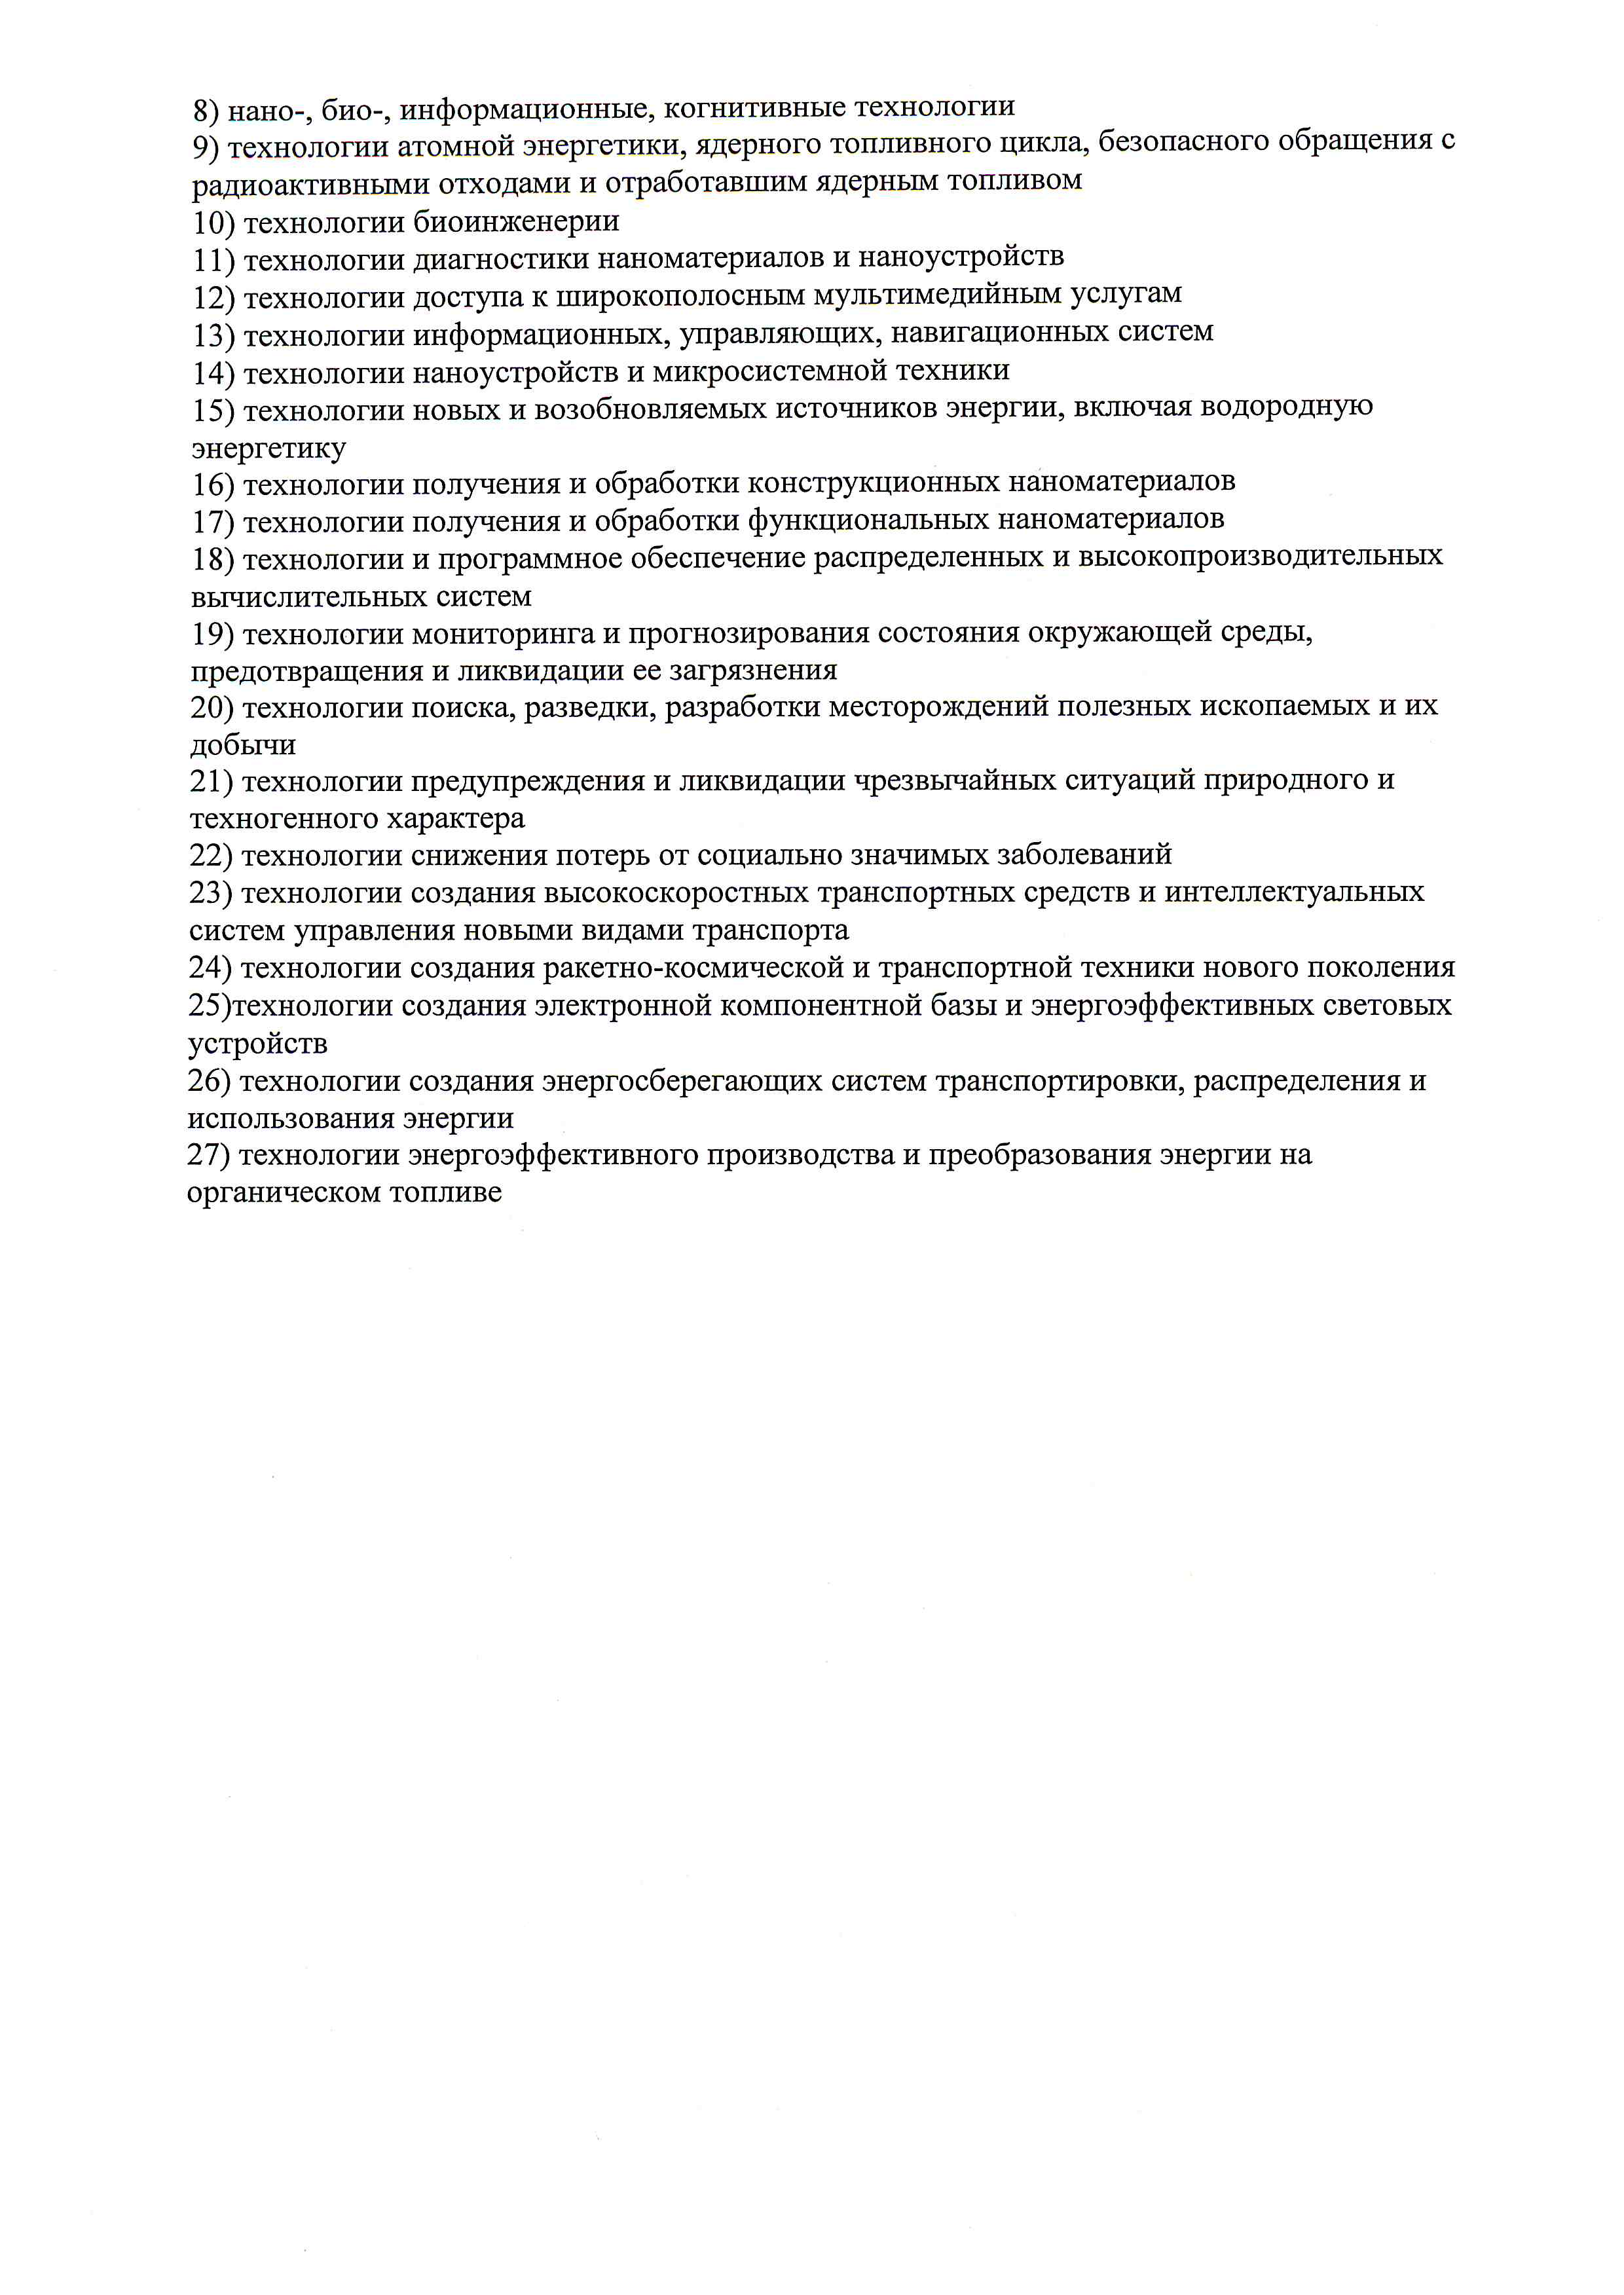 8) нано-, био-, информационные, когнитивные технологии
9) технологии атомной энергетики, ядерного топливного цикла, безопасного обращения с
радиоактивными отходами и отработавшим ядерным топливом
10) технологии биоинженерии
11) технологии диагностики наноматериалов и наноустройств
12) технологии доступа к широкополосным мультимедийным услугам
13) технологии информационных, управляющих, навигационных систем
14) технологии наноустройств и микросистемной техники
15) технологии новых и возобновляемых источников энергии, включая водородную
энергетику
16) технологии получения и обработки конструкционных наноматериалов
17) технологии получения и обработки функциональных наноматериалов
18) технологии и программное обеспечение распределенных и высокопроизводительных
вычислительных систем
19) технологии мониторинга и прогнозирования состояния окружающей среды,
предотвращения и ликвидации ее загрязнения
20) технологии поиска, разведки, разработки месторождений полезных ископаемых и их
добычи
21) технологии предупреждения и ликвидации чрезвычайных ситуаций природного и
техногенного характера
22) технологии снижения потерь от социально значимых заболеваний
23) технологии создания высокоскоростных транспортных средств и интеллектуальных
систем управления новыми видами транспорта
24) технологии создания ракетно-космической и транспортной техники нового поколения
25)технологии создания электронной компонентной базы и энергоэффективных световых
устройств
26) технологии создания энергосберегающих систем транспортировки, распределения и
использования энергии
27) технологии энергоэффективного производства и преобразования энергии на
органическом топливе